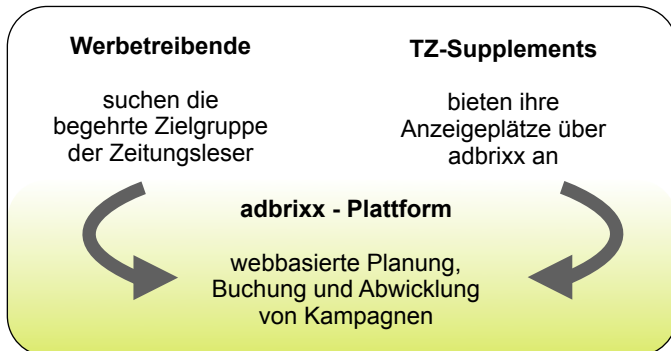 Werbetreibende
suchen die
begehrte Zielgruppe
der Zeitungsleser
TZ-Supplements
bieten ihre
Anzeigeplätze über
adbrixx an
adbrixx - Plattform
webbasierte Planung,
Buchung und Abwicklung
von Kampagnen